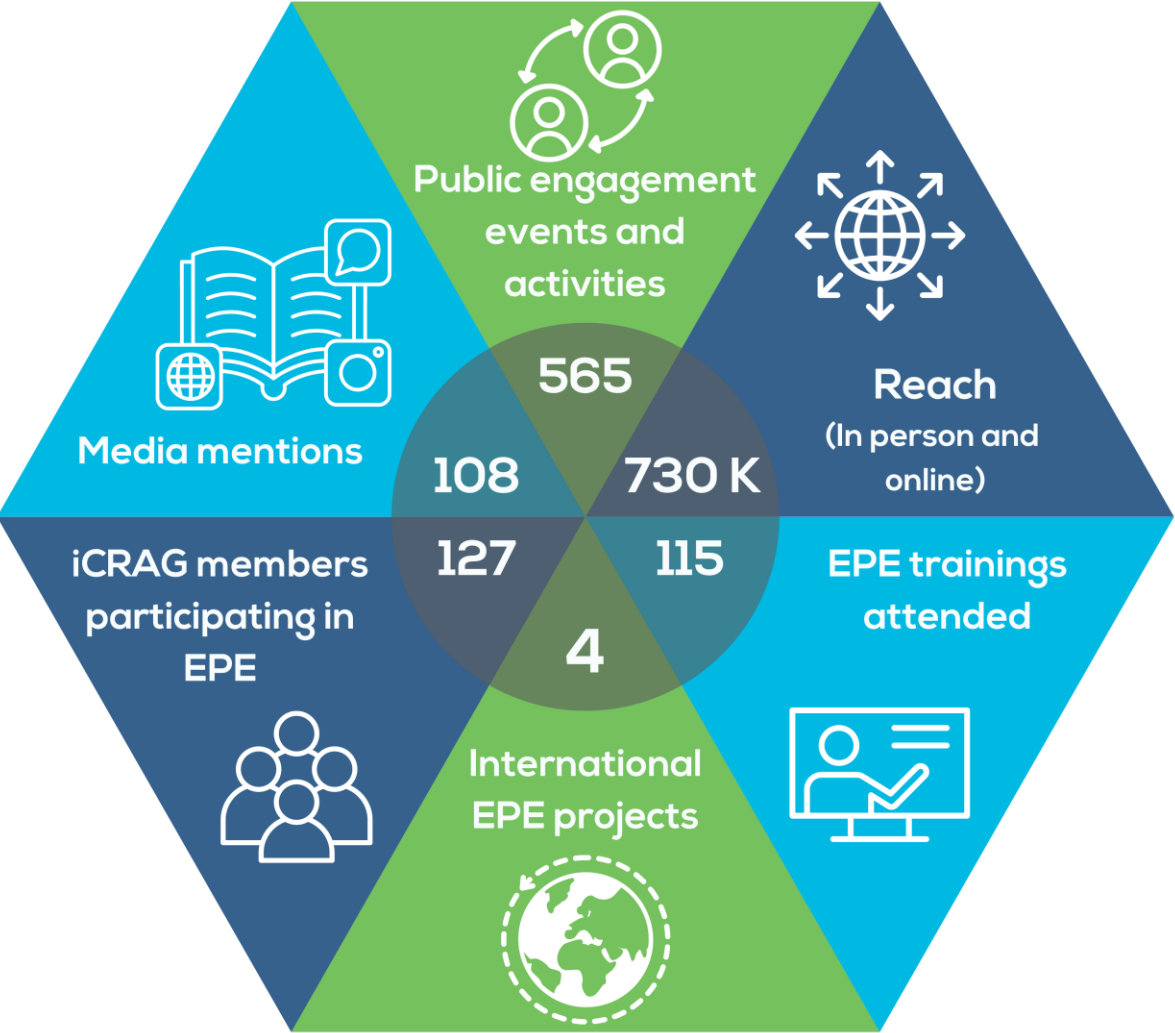 Public engagement
events and
activities
565
Reach
(In person and
online)
730 K
EPE trainings
attended
115
International
EPE projects
4
iCRAG members
participating in
EPE
127
Media mentions
108